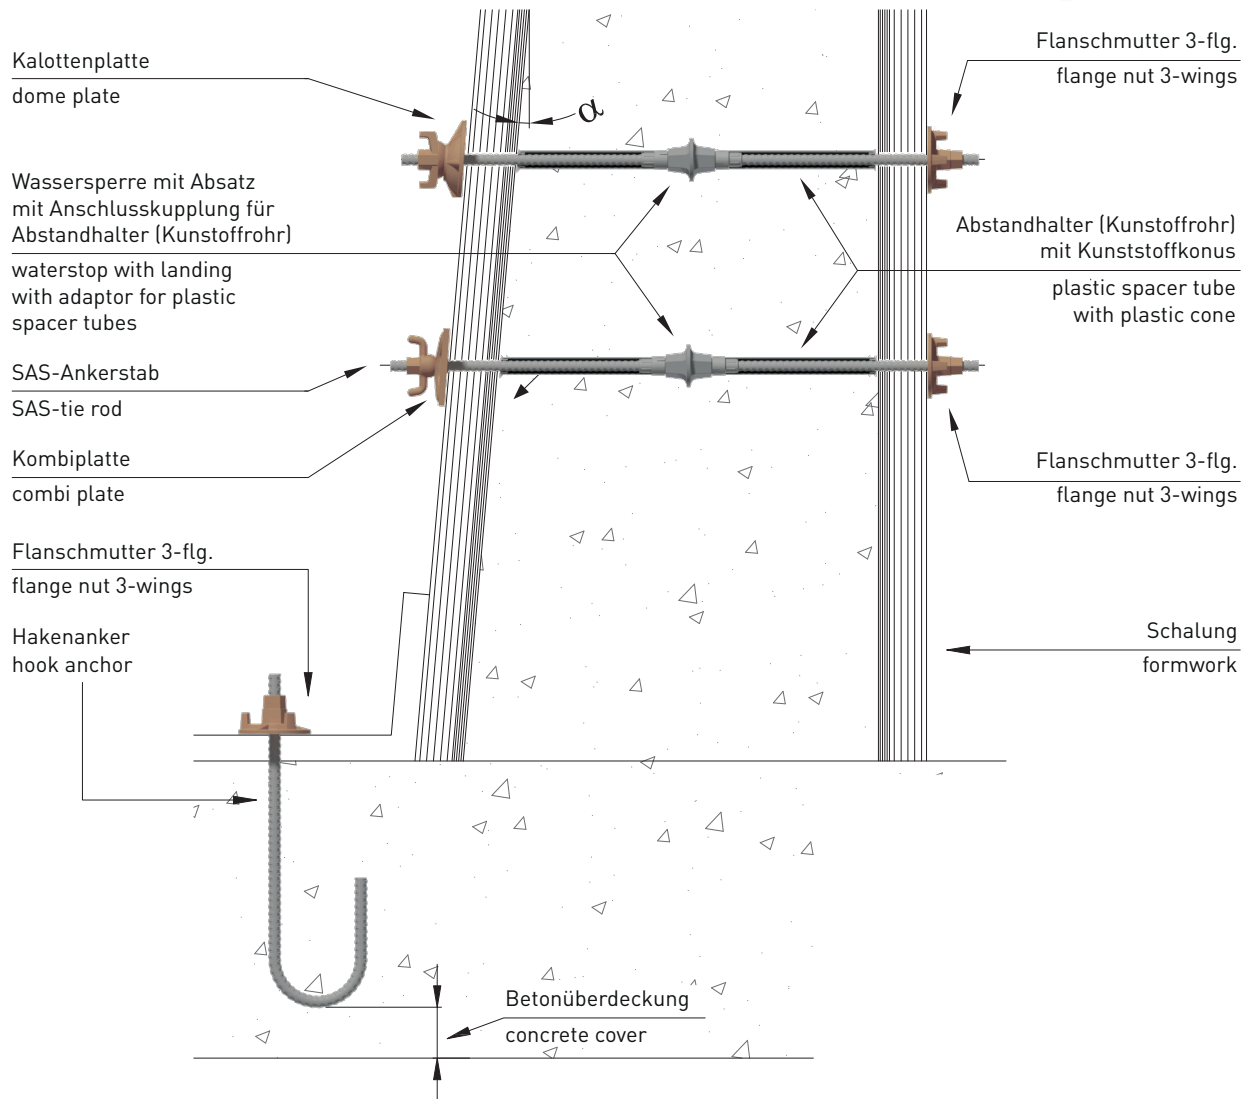 Kalottenplatte
dome plate
Wassersperre mit Absatz
mit Anschlusskupplung für
Abstandhalter (Kunstoffrohr)
waterstop with landing
with adaptor for plastic
spacer tubes
SAS-Ankerstab
SAS-tie rod
Kombiplatte
combi plate
Flanschmutter 3-flg.
flange nut 3-wings
Hakenanker
hook anchor
α
Flanschmutter 3-flg.
flange nut 3-wings
Abstandhalter (Kunstoffrohr)
mit Kunststoffkonus
plastic spacer tube
with plastic cone
Flanschmutter 3-flg.
flange nut 3-wings
Schalung
formwork
Betonüberdeckung
concrete cover